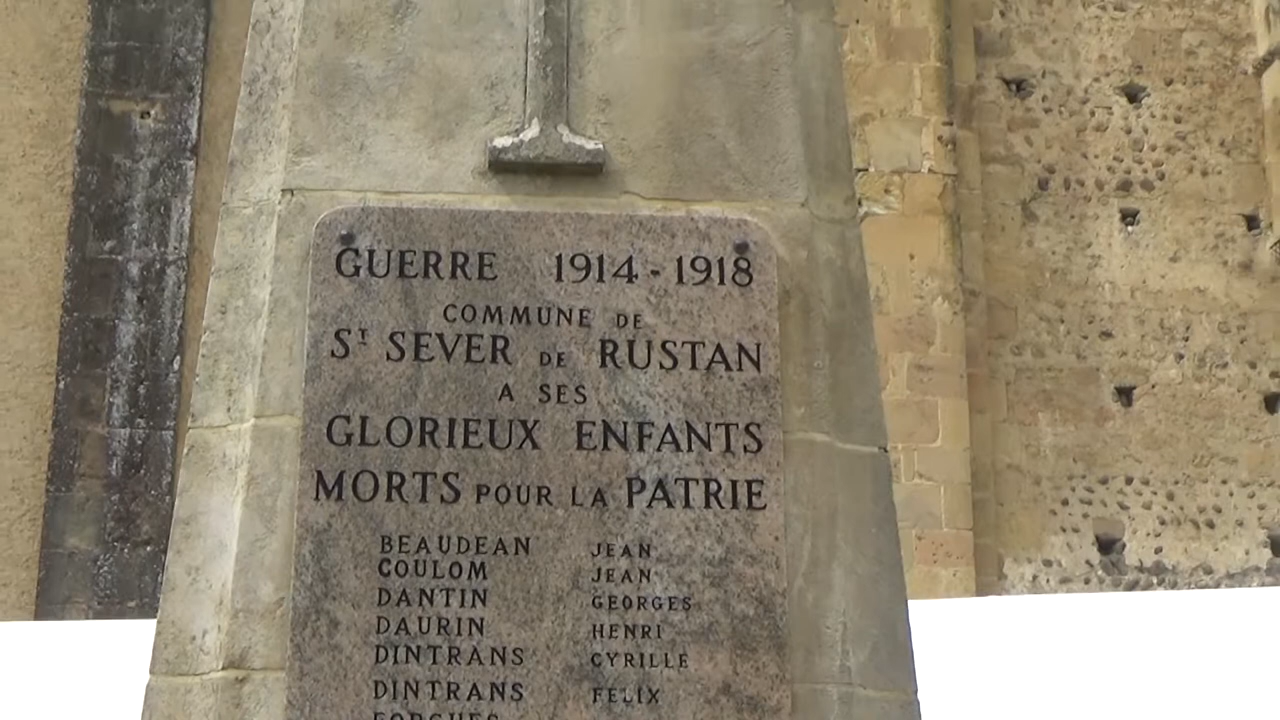 GUERRE 1914 - 1918
COMMUNE DE
ST SEVER DE RUSTAN
A SES
GLORIEUX ENFANTS
MORTS POUR LA PATRIE
BEAUDEAN JEAN
COULOM JEAN
DANTIN GEORGES
DAURIN HENRI
DINTRANS CYRILLE
DINTRANS FELIX